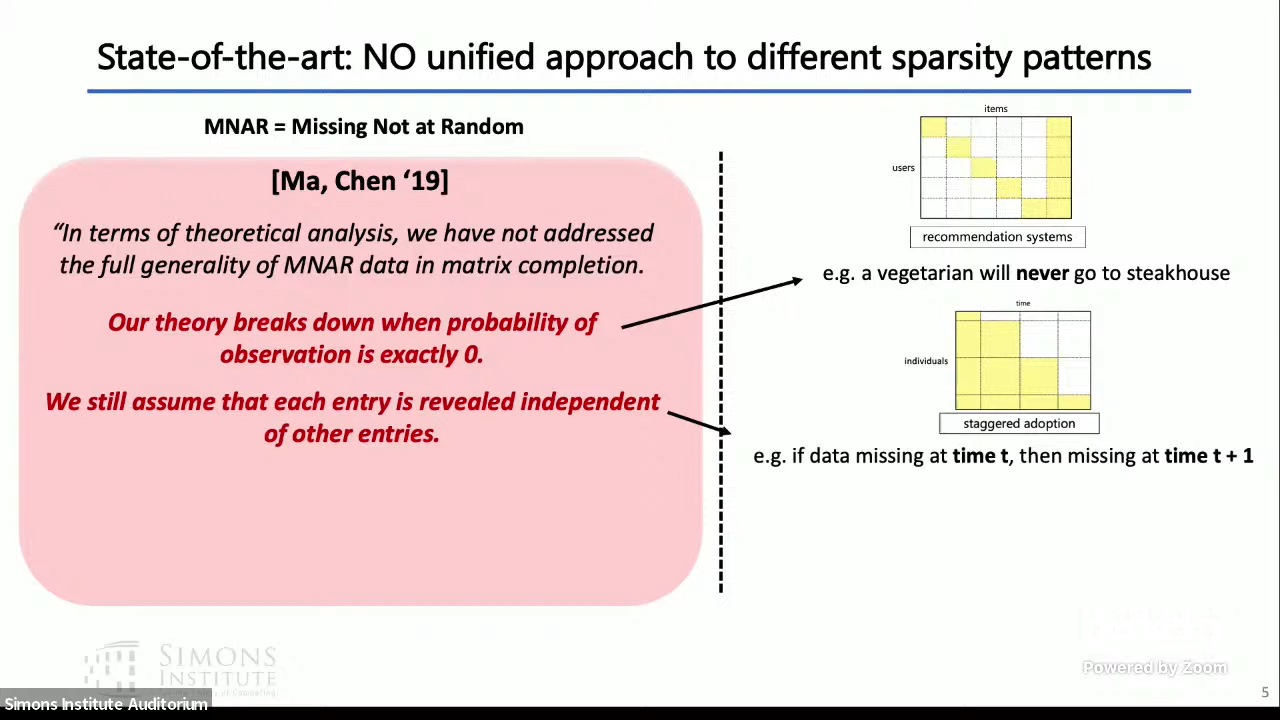 State-of-the-art: NO unified approach to different sparsity patterns
MNAR = Missing Not at Random
[Ma, Chen ‘19]
“In terms of theoretical analysis, we have not addressed
the full generality of MNAR data in matrix completion.
Our theory breaks down when probability of
observation is exactly 0.
We still assume that each entry is revealed independent
of other entries.
items
users
recommendation systems
e.g. a vegetarian will never go to steakhouse
time
individuals
staggered adoption
e.g. if data missing at time t, then missing at time t + 1
SIMONS
INSTITUTE
Powered by Zoom
5
Simons Institute Auditorium